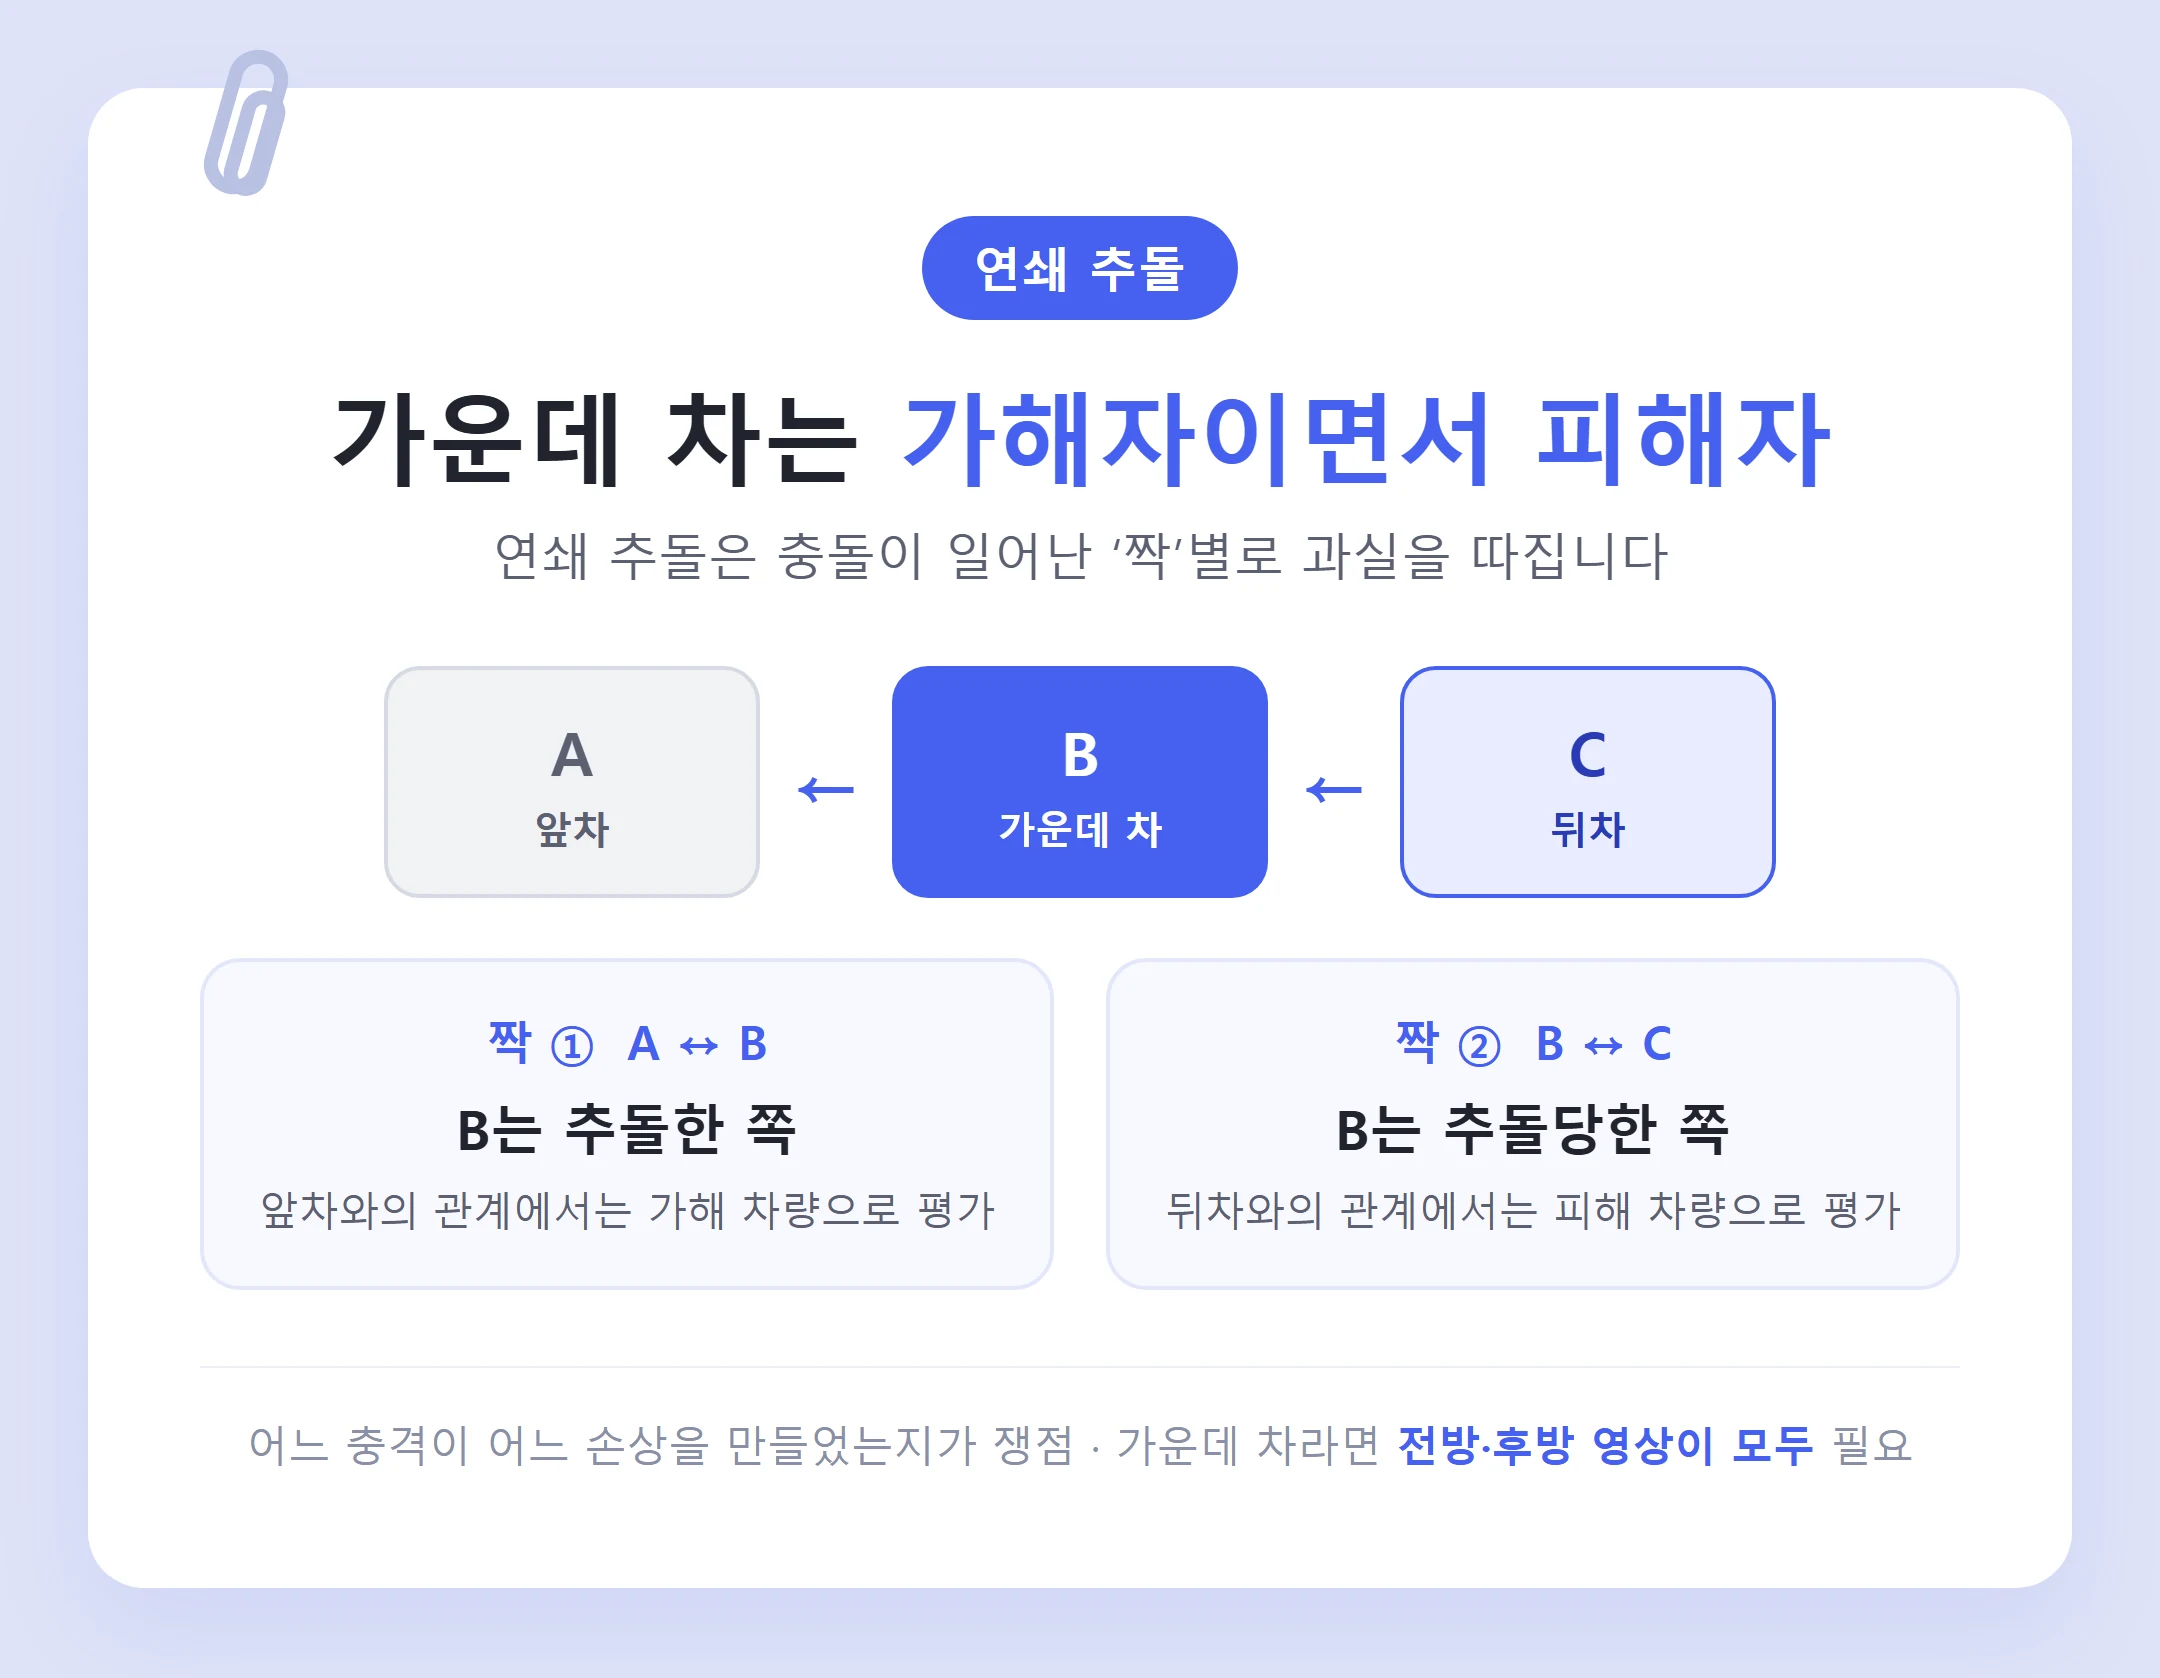 연쇄 추돌
가운데 차는 가해자이면서 피해자
연쇄 추돌은 충돌이 일어난 ‘짝’별로 과실을 따집니다
A
앞차
←
B
가운데 차
←
C
뒤차
짝 ① A ↔ B
B는 추돌한 쪽
앞차와의 관계에서는 가해 차량으로 평가
짝 ② B ↔ C
B는 추돌당한 쪽
뒤차와의 관계에서는 피해 차량으로 평가
어느 충격이 어느 손상을 만들었는지가 쟁점 · 가운데 차라면 전방·후방 영상이 모두 필요